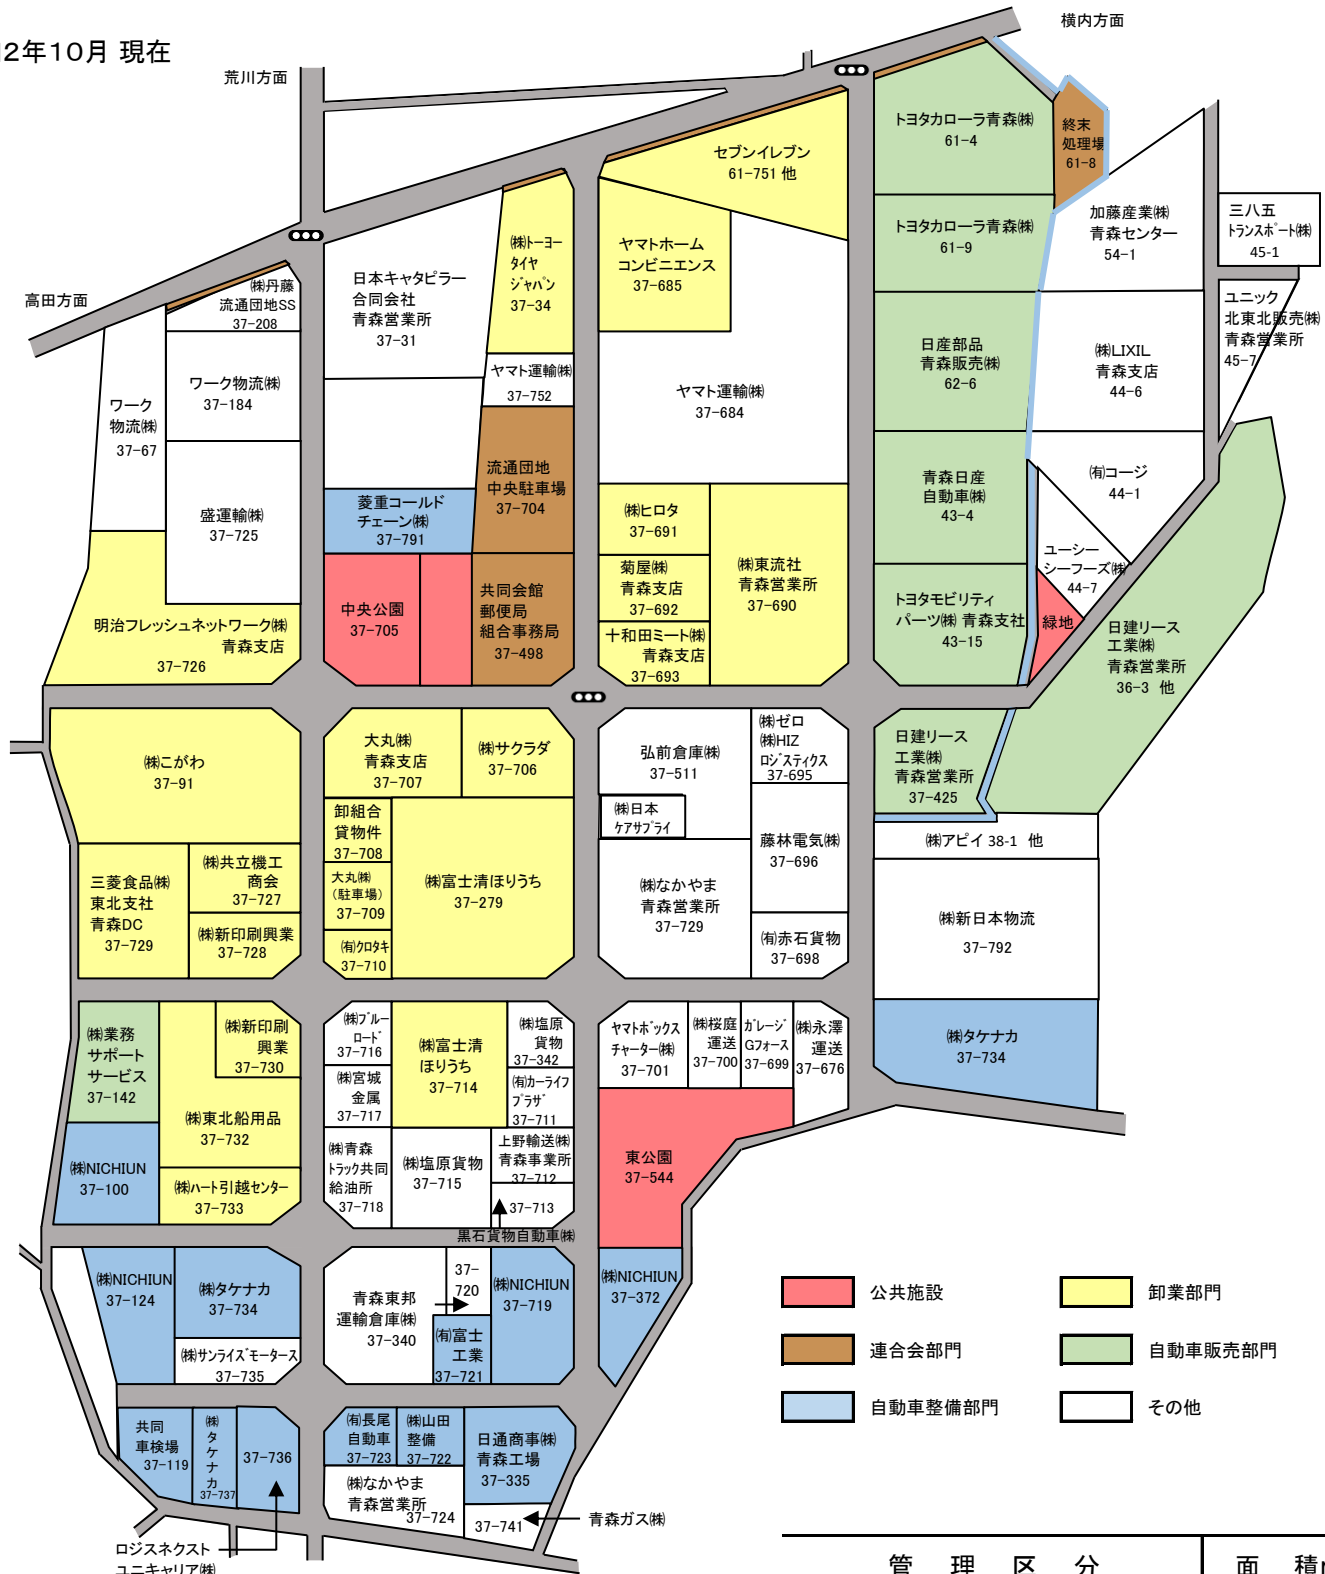 2年10月 現在
横内方面
荒川方面
高田方面
トヨタカローラ青森㈱
61-4
終末
処理場
61-8
セブンイレブン
61-751 他
トヨタカローラ青森㈱
61-9
加藤産業㈱
青森センター
54-1
三八五
トランスポート㈱
45-1
㈱トーヨー
タイヤ
ジャパン
37-34
ヤマトホーム
コンビニエンス
37-685
日本キャタピラー
合同会社
青森営業所
37-31
㈱丹藤
流通団地SS
37-208
ユニック
北東北販売㈱
青森営業所
45-7
日産部品
青森販売㈱
62-6
㈱LIXIL
青森支店
44-6
ワーク物流㈱
37-184
ヤマト運輸㈱
37-752
ヤマト運輸㈱
37-684
ワーク
物流㈱
37-67
流通団地
中央駐車場
37-704
青森日産
自動車㈱
43-4
㈲コージ
44-1
盛運輸㈱
37-725
菱重コールド
チェーン㈱
37-791
㈱ヒロタ
37-691
㈱東流社
青森営業所
37-690
菊屋㈱
青森支店
37-692
ユーシー
シーフーズ㈱
44-7
中央公園
37-705
共同会館
郵便局
組合事務局
37-498
十和田ミート㈱
青森支店
37-693
トヨタモビリティ
パーツ㈱ 青森支社
43-15
緑地
日建リース
工業㈱
青森営業所
36-3 他
明治フレッシュネットワーク㈱
青森支店
37-726
㈱こがわ
37-91
大丸㈱
青森支店
37-707
㈱サクラダ
37-706
弘前倉庫㈱
37-511
㈱ゼロ
㈱HIZ
ロジスティクス
37-695
日建リース
工業㈱
青森営業所
37-425
㈱日本
ケアサプライ
卸組合
貸物件
37-708
㈱アピイ 38-1 他
藤林電気㈱
37-696
三菱食品㈱
東北支社
青森DC
37-729
㈱共立機工
商会
37-727
大丸㈱
(駐車場)
37-709
㈱富士清ほりうち
37-279
㈱なかやま
青森営業所
37-729
㈱新日本物流
37-792
㈱新印刷興業
37-728
㈲クロタキ
37-710
㈲赤石貨物
37-698
㈱業務
サポート
サービス
37-142
㈱新印刷
興業
37-730
㈱ブルー
ロード
37-716
㈱富士清
ほりうち
37-714
㈱塩原
貨物
37-342
ヤマトボックス
チャーター㈱
37-701
㈱桜庭
運送
37-700
ガレージ
Gフォース
37-699
㈱永澤
運送
37-676
㈱タケナカ
37-734
㈱宮城
金属
37-717
㈲カーライフ
プラザ
37-711
㈱東北船用品
37-732
㈱NICHIUN
37-100
㈱ハート引越センター
37-733
㈱青森
トラック共同
給油所
37-718
㈱塩原貨物
37-715
上野輸送㈱
青森事業所
37-712
37-713
黒石貨物自動車㈱
東公園
37-544
㈱NICHIUN
37-124
㈱タケナカ
37-734
㈱サンライズモータース
37-735
青森東邦
運輸倉庫㈱
37-340
37-
720
㈲富士
工業
37-721
㈱NICHIUN
37-719
㈱NICHIUN
37-372
公共施設
卸業部門
連合会部門
自動車販売部門
自動車整備部門
その他
共同
車検場
37-119
㈱
タ
ケ
ナ
カ
37-737
37-736
㈲長尾
自動車
37-723
㈱山田
整備
37-722
日通商事㈱
青森工場
37-335
㈱なかやま
青森営業所
37-724
37-741
青森ガス㈱
ロジスネクスト
ユニキャリア㈱
管 理 区 分
面 積